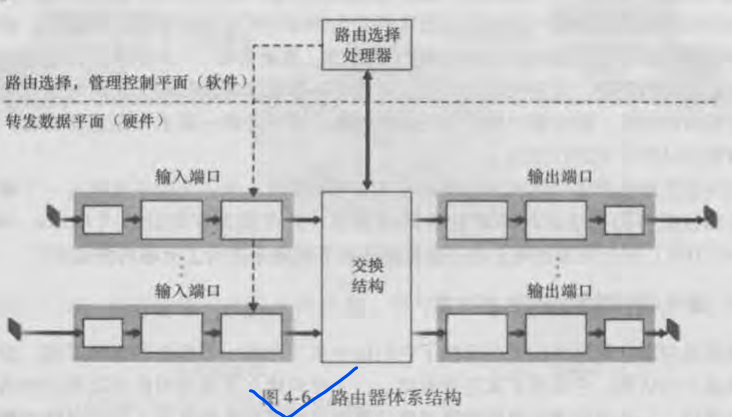 路由选择
处理器
路由选择，管理控制平面（软件）
转发数据平面（硬件）
输入端口
输出端口
交换
结构
输入端口
输出端口
图4-6 路由器体系结构